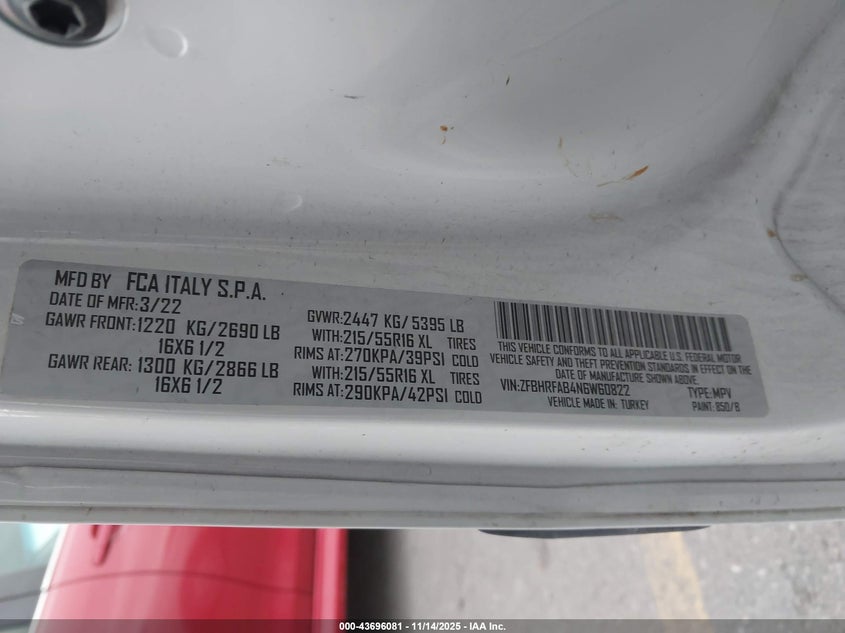 MFD BY FCA ITALY S.P.A.
DATE OF MFR:3/22
GAWR FRONT:1220 KG/2690 LB
16X6 1/2
GAWR REAR:1300 KG/2866 LB
16X6 1/2
GVWR:2447 KG/5395 LB
WITH:215/55R16 XL TIRES
RIMS AT:270KPA/39PSI COLD
WITH:215/55R16 XL TIRES
RIMS AT:290KPA/42PSI COLD
THIS VEHICLE CONFORMS TO ALL APPLICABLE FEDERAL MOTOR
VEHICLE SAFETY AND THEFT PREVENTION STANDARDS IN EFFECT ON THE
DATE OF MANUFACTURE SHOWN ABOVE.
VIN:ZFBHRFAB4N6W60822 TYPE:MPV
VEHICLE MADE IN: TURKEY PAINT: 850/B
000-43696081 - 11/14/2025 - IAA Inc.